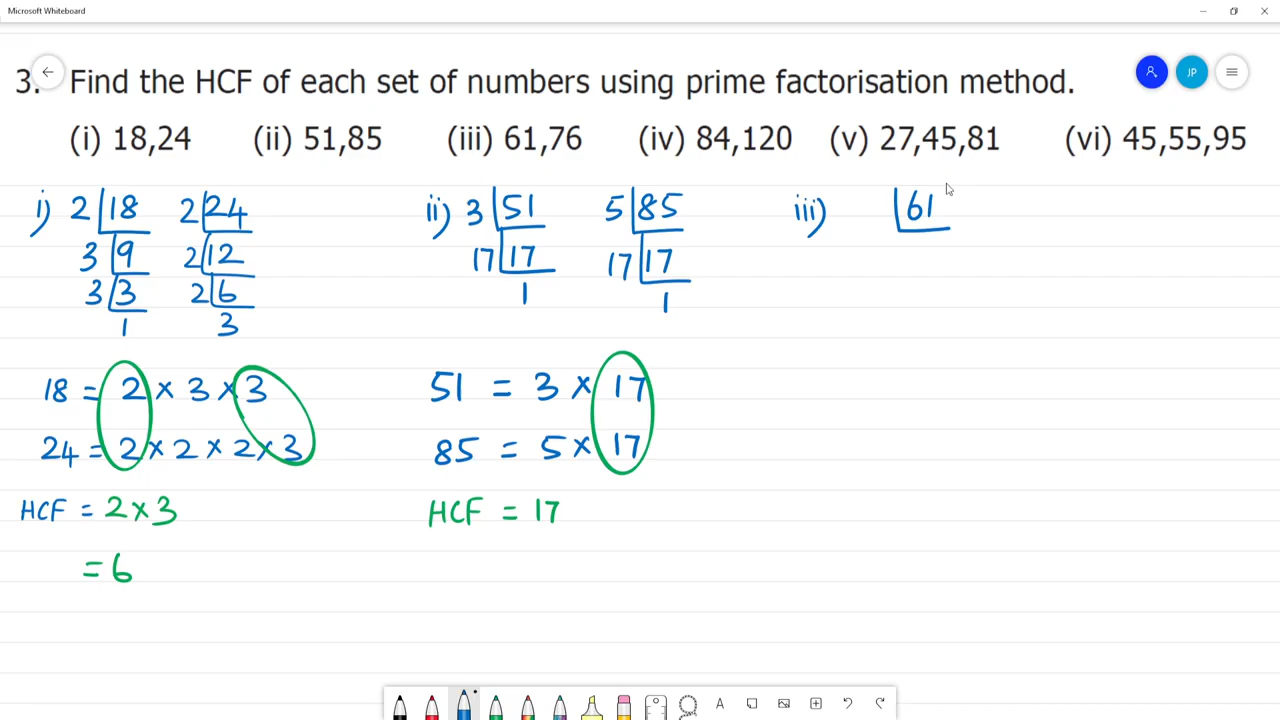 Microsoft Whiteboard
JP
3. Find the HCF of each set of numbers using prime factorisation method.
(i) 18,24 (ii) 51,85 (iii) 61,76 (iv) 84,120 (v) 27,45,81 (vi) 45,55,95
i) 2 18 2 24 ii) 3 51 5 85 iii) 61
3 9 2 12 17 17 17 17
3 3 2 6 1 1
1 3
18 = 2 × 3 × 3 51 = 3 × 17
24 = 2 × 2 × 2 × 3 85 = 5 × 17
HCF = 2 × 3 HCF = 17
= 6
A